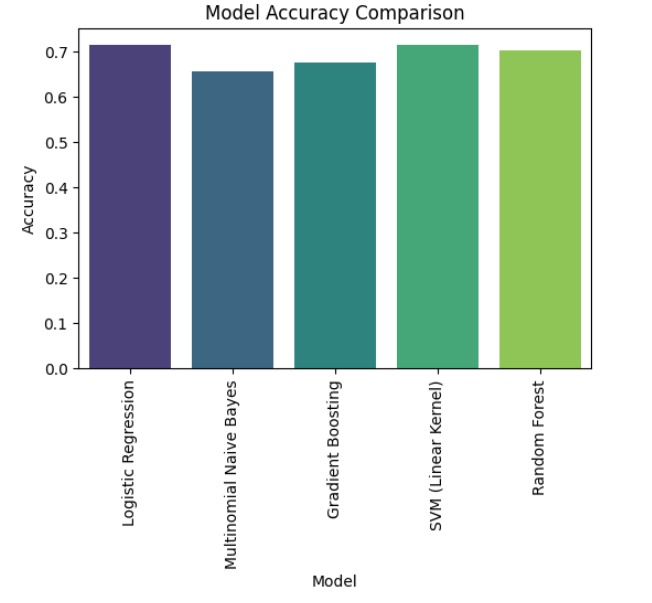 Model Accuracy Comparison
Accuracy
0.7
0.6
0.5
0.4
0.3
0.2
0.1
0.0
Logistic Regression
Multinomial Naive Bayes
Gradient Boosting
SVM (Linear Kernel)
Random Forest
Model